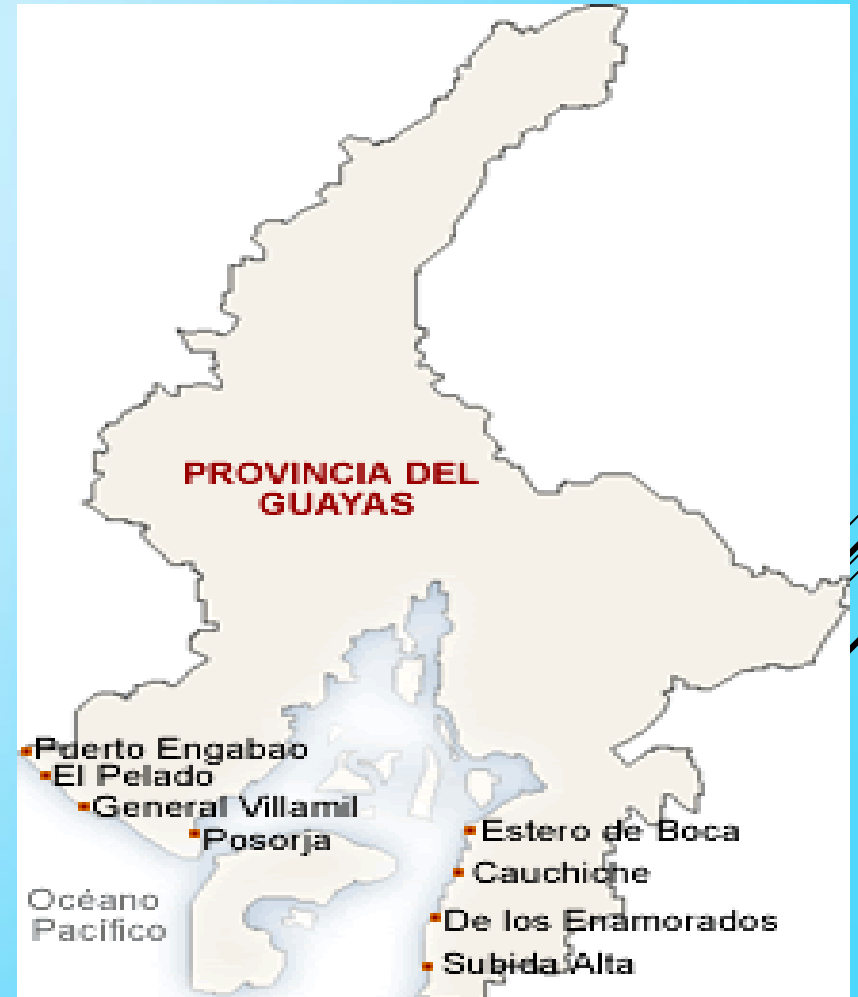 PROVINCIA DEL
GUAYAS
Puerto Engabao
El Pelado
General Villamil
Posorja
Estero de Boca
Cauchiche
De los Enamorados
Subida Alta
Océano
Pacífico